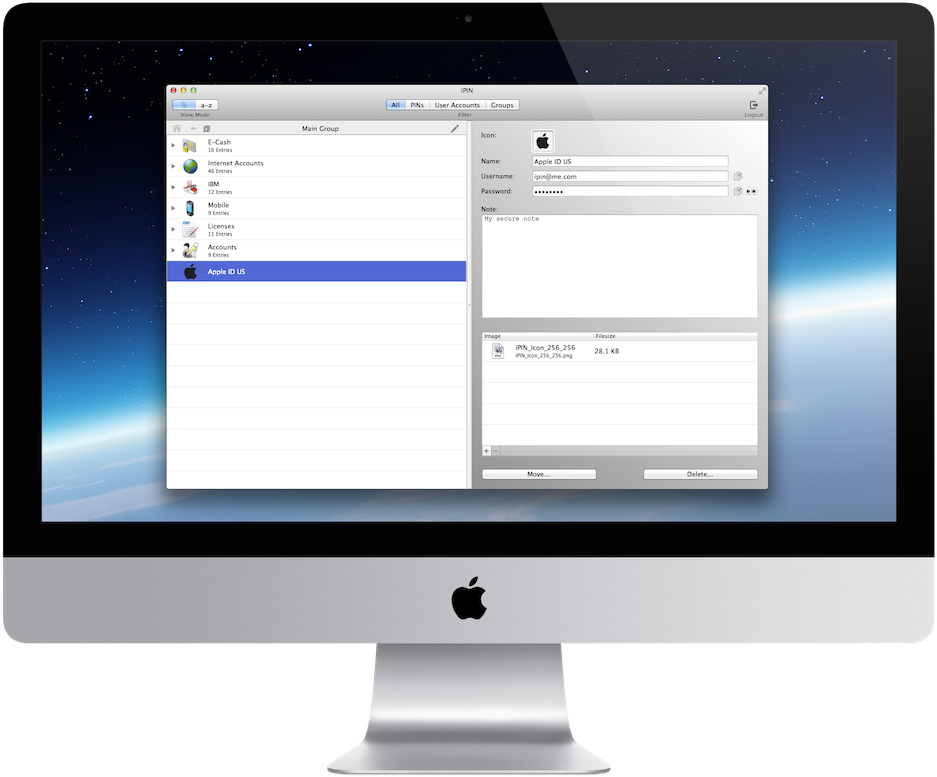 iPIN
a-z
All PINs User Accounts Groups
View Mode
Filter
Logout
Main Group
E-Cash
16 Entries
Internet Accounts
46 Entries
IBM
12 Entries
Mobile
9 Entries
Licenses
11 Entries
Accounts
9 Entries
Apple ID US
Icon:
Name: Apple ID US
Username: ipin@me.com
Password: ••••••••
Note:
My secure note
Image Filesize
iPIN_Icon_256_256 28.1 KB
iPIN_Icon_256_256.png
Move... Delete...